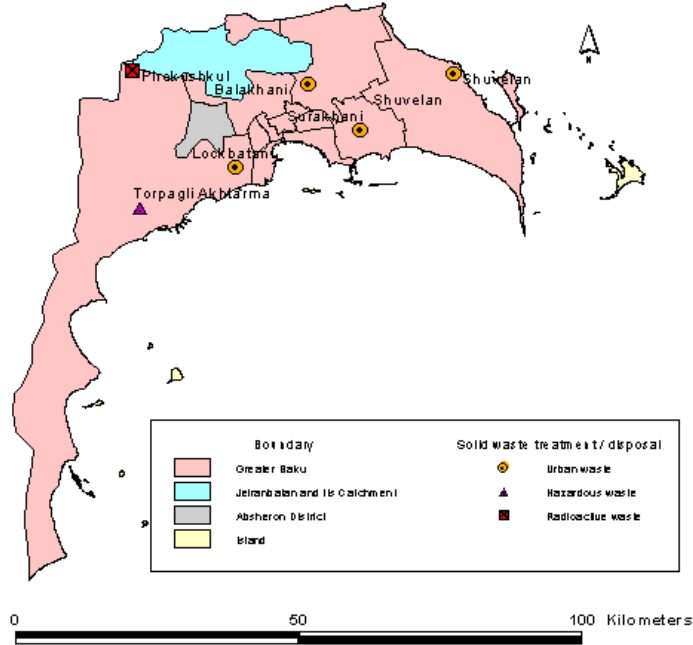 N
Pirekushkul
Shuvelan
Balakhani
Shuvelan
Surakhani
Lockbatan
Torpagli Akhtarma
Boundary
Solid waste treatment / disposal
Greater Baku
Urban waste
Jeiranbatan and its Catchment
Hazardous waste
Absheron District
Radioactive waste
Island
0 50 100 Kilometers